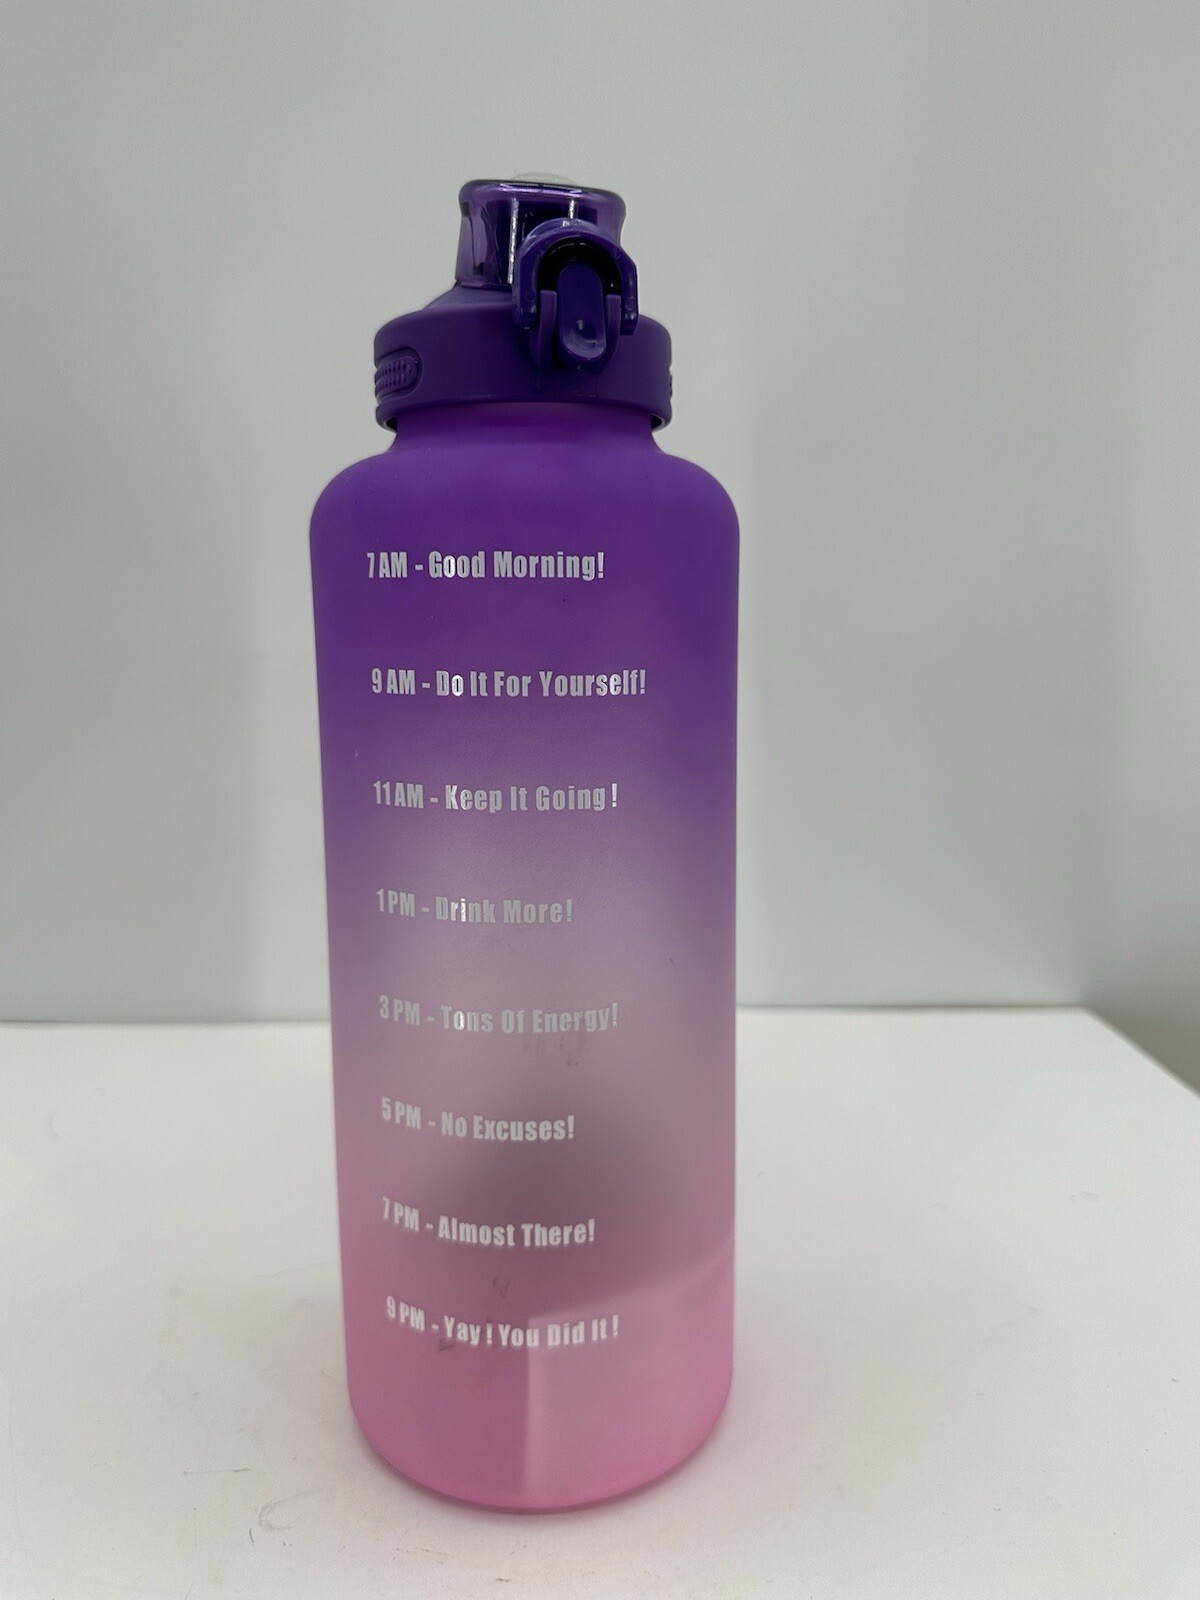 7 AM - Good Morning!
9 AM - Do It For Yourself!
11 AM - Keep It Going!
1 PM - Drink More!
3 PM - Tons Of Energy!
5 PM - No Excuses!
7 PM - Almost There!
9 PM - Yay! You Did It!